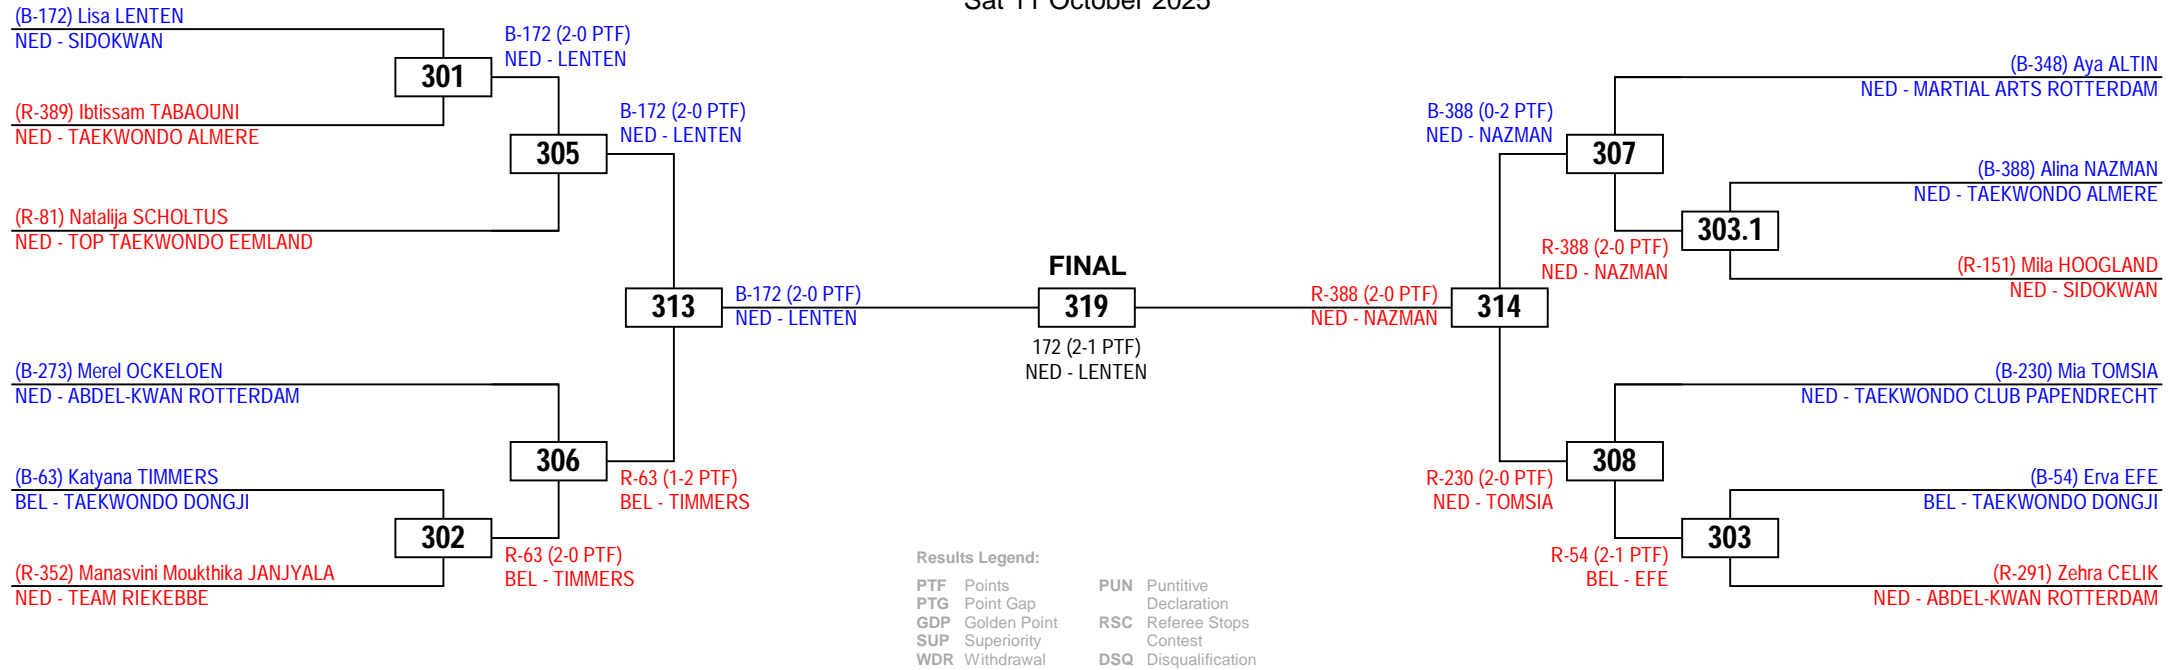 Sat 11 October 2025
(B-172) Lisa LENTEN
NED - SIDOKWAN
B-172 (2-0 PTF)
NED - LENTEN
301
(R-389) Ibtissam TABAOUNI
NED - TAEKWONDO ALMERE
B-172 (2-0 PTF)
NED - LENTEN
305
(R-81) Natalija SCHOLTUS
NED - TOP TAEKWONDO EEMLAND
313
B-172 (2-0 PTF)
NED - LENTEN
(B-273) Merel OCKELOEN
NED - ABDEL-KWAN ROTTERDAM
306
R-63 (1-2 PTF)
BEL - TIMMERS
(B-63) Katyana TIMMERS
BEL - TAEKWONDO DONGJI
302
R-63 (2-0 PTF)
BEL - TIMMERS
(R-352) Manasvini Moukthika JANJYALA
NED - TEAM RIEKEBBE
FINAL
319
172 (2-1 PTF)
NED - LENTEN
(B-348) Aya ALTIN
NED - MARTIAL ARTS ROTTERDAM
B-388 (0-2 PTF)
NED - NAZMAN
307
(B-388) Alina NAZMAN
NED - TAEKWONDO ALMERE
303.1
R-388 (2-0 PTF)
NED - NAZMAN
(R-151) Mila HOOGLAND
NED - SIDOKWAN
R-388 (2-0 PTF)
NED - NAZMAN
314
(B-230) Mia TOMSIA
NED - TAEKWONDO CLUB PAPENDRECHT
308
R-230 (2-0 PTF)
NED - TOMSIA
(B-54) Erva EFE
BEL - TAEKWONDO DONGJI
303
R-54 (2-1 PTF)
BEL - EFE
(R-291) Zehra CELIK
NED - ABDEL-KWAN ROTTERDAM
Results Legend:
PTF Points
PTG Point Gap
GDP Golden Point
SUP Superiority
WDR Withdrawal
PUN Puntitive
Declaration
RSC Referee Stops
Contest
DSQ Disqualification